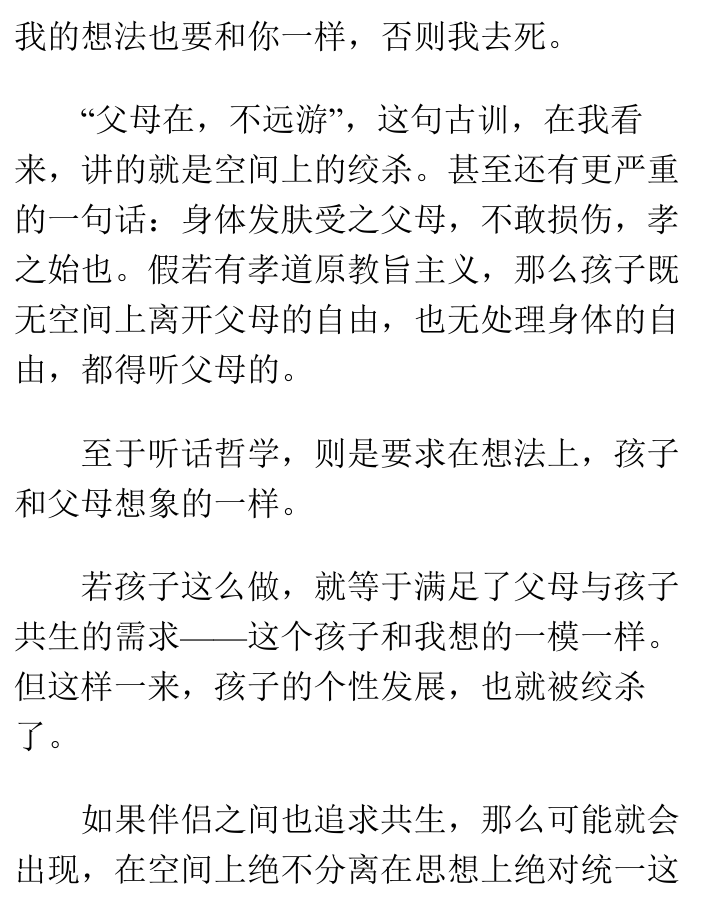 我的想法也要和你一样，否则我去死。
“父母在，不远游”，这句古训，在我看
来，讲的就是空间上的绞杀。甚至还有更严重
的一句话：身体发肤受之父母，不敢损伤，孝
之始也。假若有孝道原教旨主义，那么孩子既
无空间上离开父母的自由，也无处理身体的自
由，都得听父母的。
至于听话哲学，则是要求在想法上，孩子
和父母想象的一样。
若孩子这么做，就等于满足了父母与孩子
共生的需求——这个孩子和我想的一模一样。
但这样一来，孩子的个性发展，也就被绞杀
了。
如果伴侣之间也追求共生，那么可能就会
出现，在空间上绝不分离在思想上绝对统一这